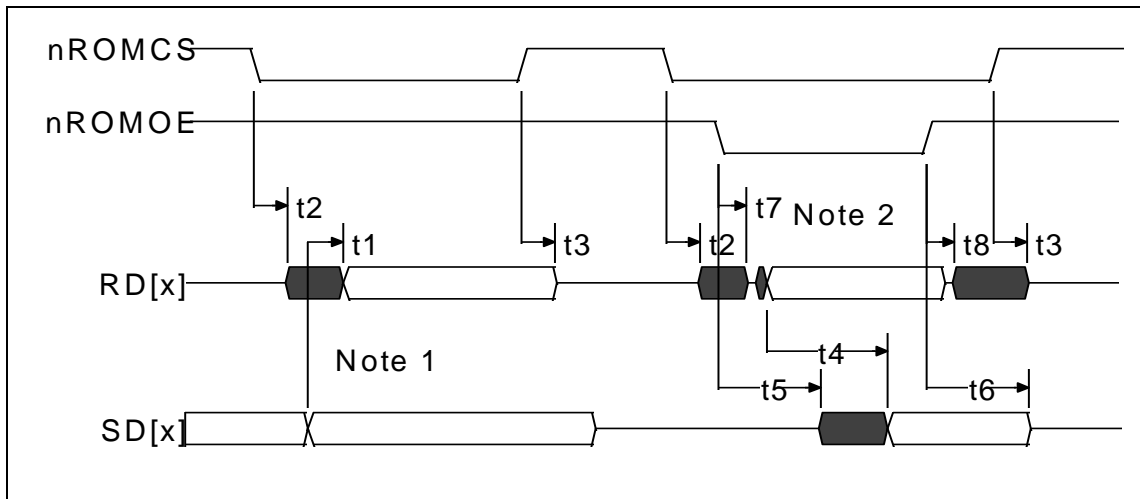 nROMCS
nROMOE
t2
t7
Note 2
t1
t3
t2
t8
t3
RD[x]
Note 1
t4
t5
t6
SD[x]